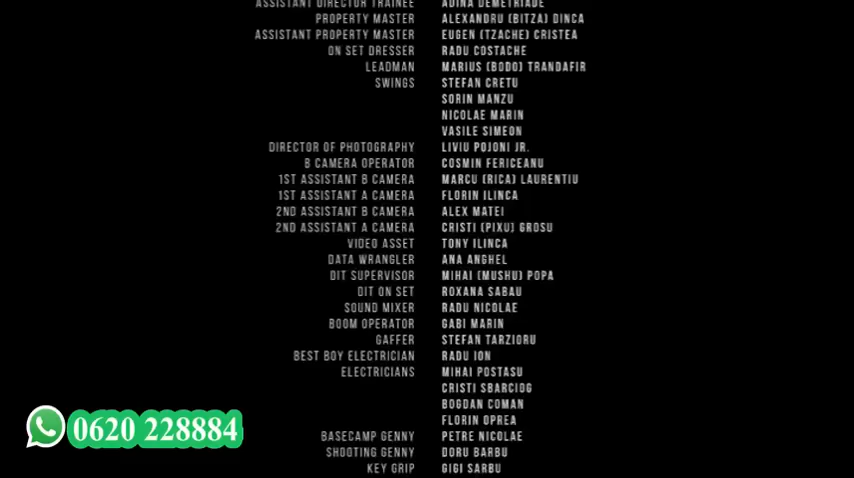 ASSISTANT DIRECTOR TRAINEE ADINA DEMETRIADE
PROPERTY MASTER ALEXANDRU (BITZA) DINCA
ASSISTANT PROPERTY MASTER EUGEN (TZACHE) CRISTEA
ON SET DRESSER RADU COSTACHE
LEADMAN MARIUS (BODO) TRANDAFIR
SWINGS STEFAN CRETU
SORIN MANZU
NICOLAE MARIN
VASILE SIMEON
DIRECTOR OF PHOTOGRAPHY LIVIU POJONI JR.
B CAMERA OPERATOR COSMIN FERICEANU
1ST ASSISTANT B CAMERA MARCU (RICA) LAURENTIU
1ST ASSISTANT A CAMERA FLORIN ILINCA
2ND ASSISTANT B CAMERA ALEX MATEI
2ND ASSISTANT A CAMERA CRISTI (PIXU) GROSU
VIDEO ASSET TONY ILINCA
DATA WRANGLER ANA ANGHEL
DIT SUPERVISOR MIHAI (MUSHU) POPA
DIT ON SET ROXANA SABAU
SOUND MIXER RADU NICOLAE
BOOM OPERATOR GABI MARIN
GAFFER STEFAN TARZIORU
BEST BOY ELECTRICIAN RADU ION
ELECTRICIANS MIHAI POSTASU
CRISTI SBARCIOG
BOGDAN COMAN
FLORIN OPREA
BASECAMP GENNY PETRE NICOLAE
SHOOTING GENNY DORU BARBU
KEY GRIP GIGI SARBU
0620 228884